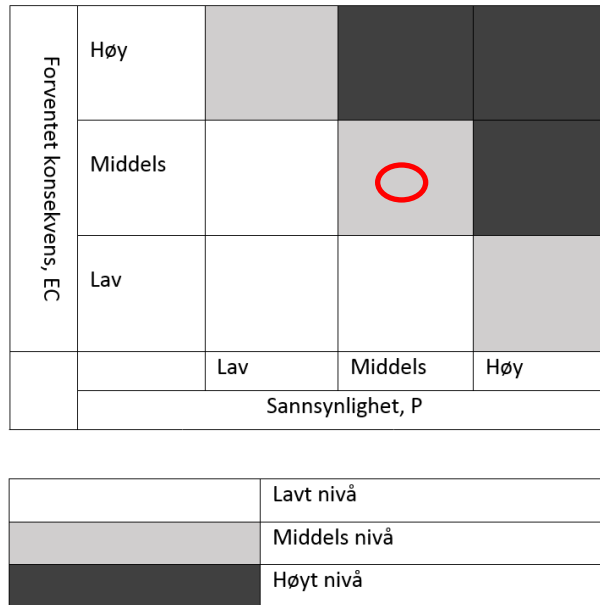 Forventet konsekvens, EC
Høy
Middels
Lav
Lav Middels Høy
Sannsynlighet, P
Lavt nivå
Middels nivå
Høyt nivå